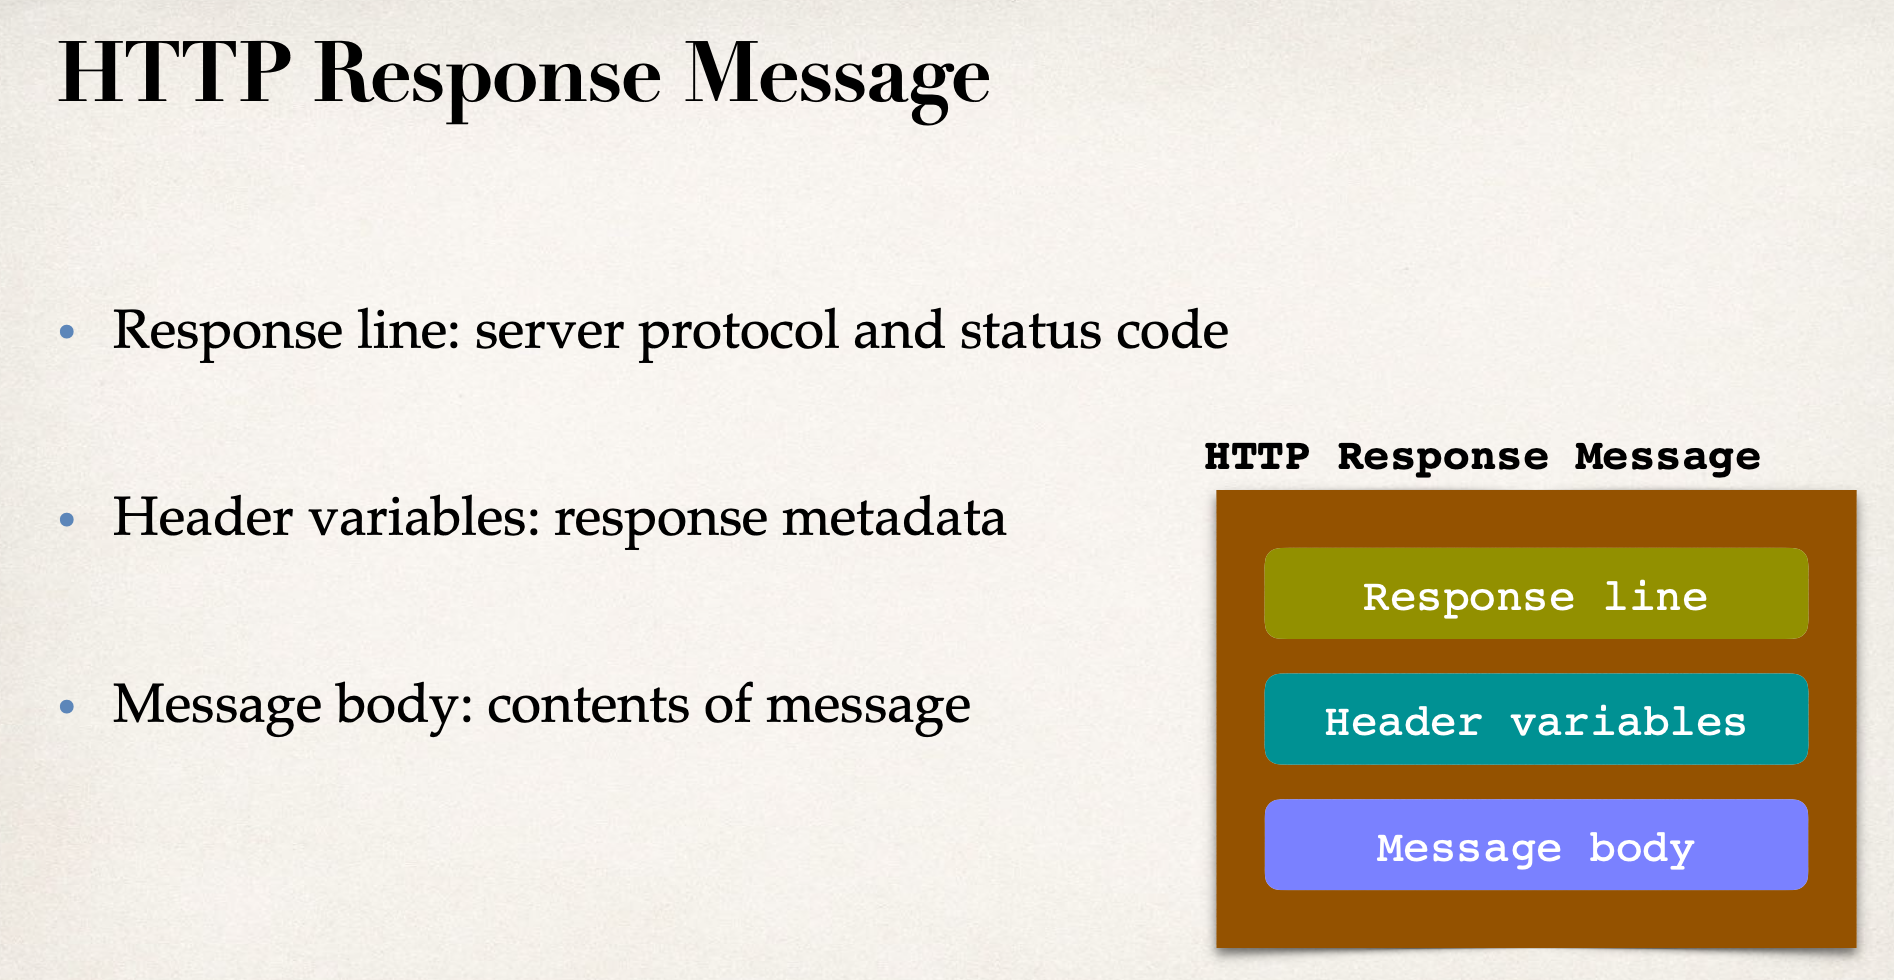 HTTP Response Message
• Response line: server protocol and status code
• Header variables: response metadata
• Message body: contents of message
HTTP Response Message
Response line
Header variables
Message body